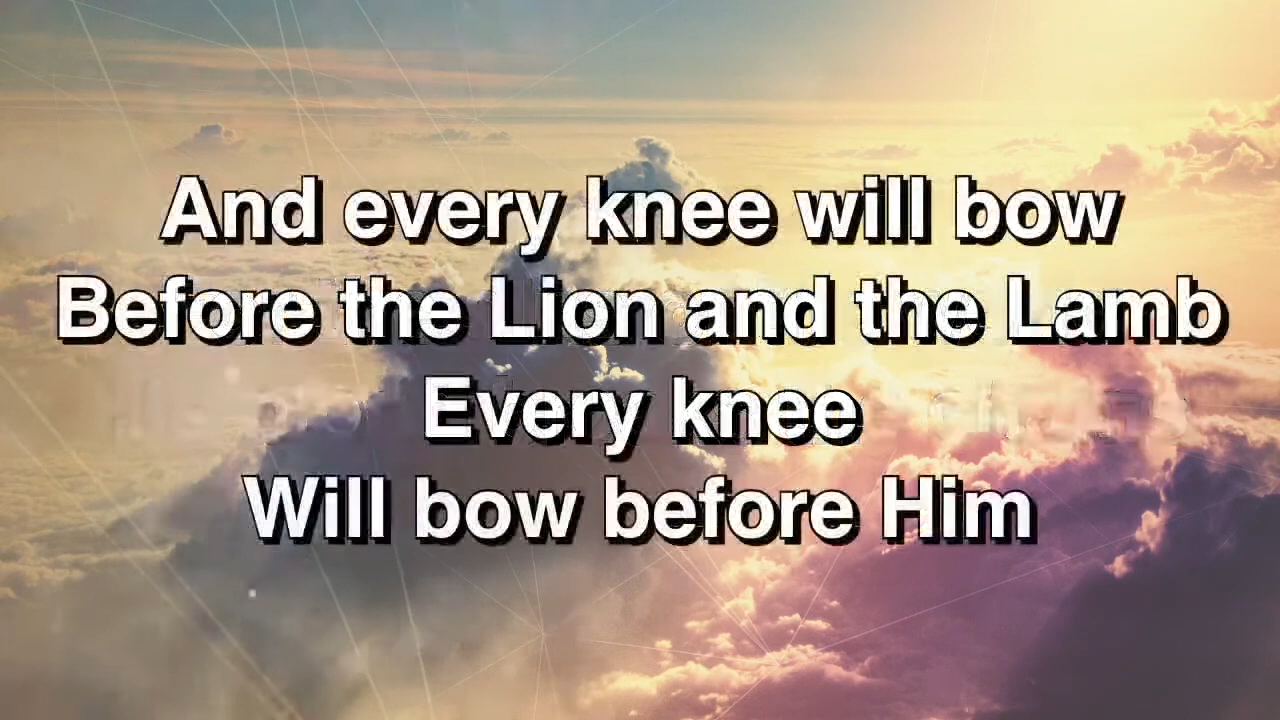 And every knee will bow
Before the Lion and the Lamb
Every knee
Will bow before Him